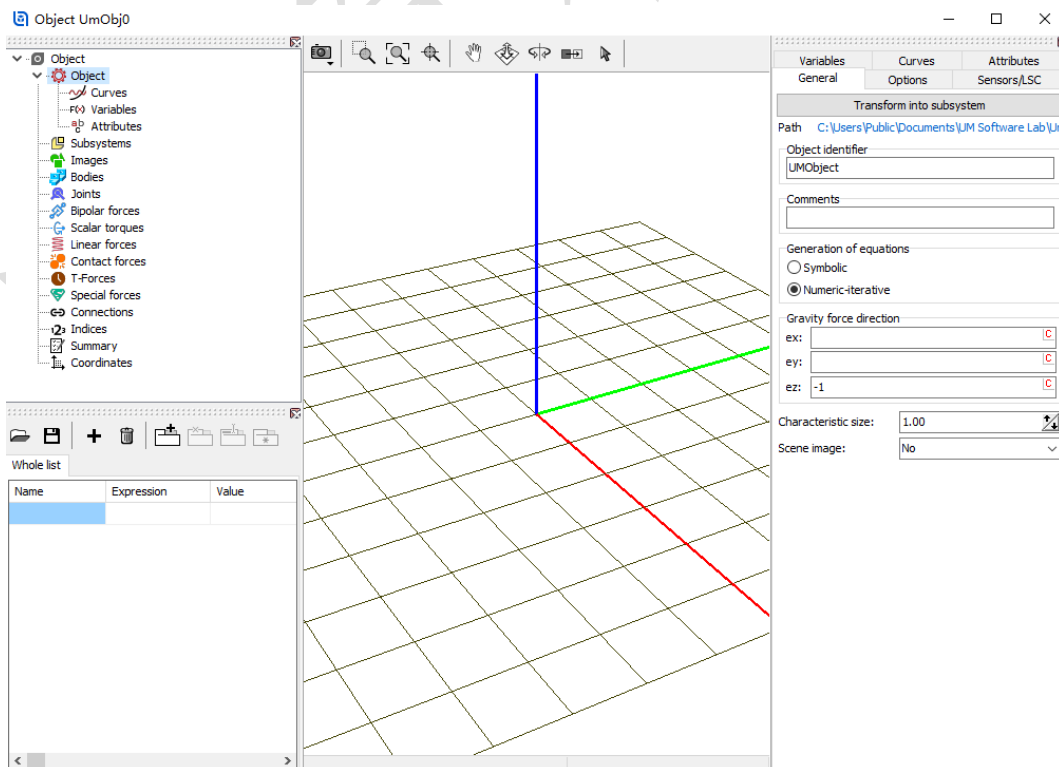 Object UmObj0
Object
Object
Curves
F(x) Variables
Attributes
Subsystems
Images
Bodies
Joints
Bipolar forces
Scalar torques
Linear forces
Contact forces
T-Forces
Special forces
Connections
Indices
Summary
Coordinates
Whole list
Name Expression Value
Variables Curves Attributes
General Options Sensors/LSC
Transform into subsystem
Path C:\Users\Public\Documents\UM Software Lab\
Object identifier
UMObject
Comments
Generation of equations
Symbolic
Numeric-iterative
Gravity force direction
ex: C
ey: C
ez: -1 C
Characteristic size: 1.00
Scene image: No